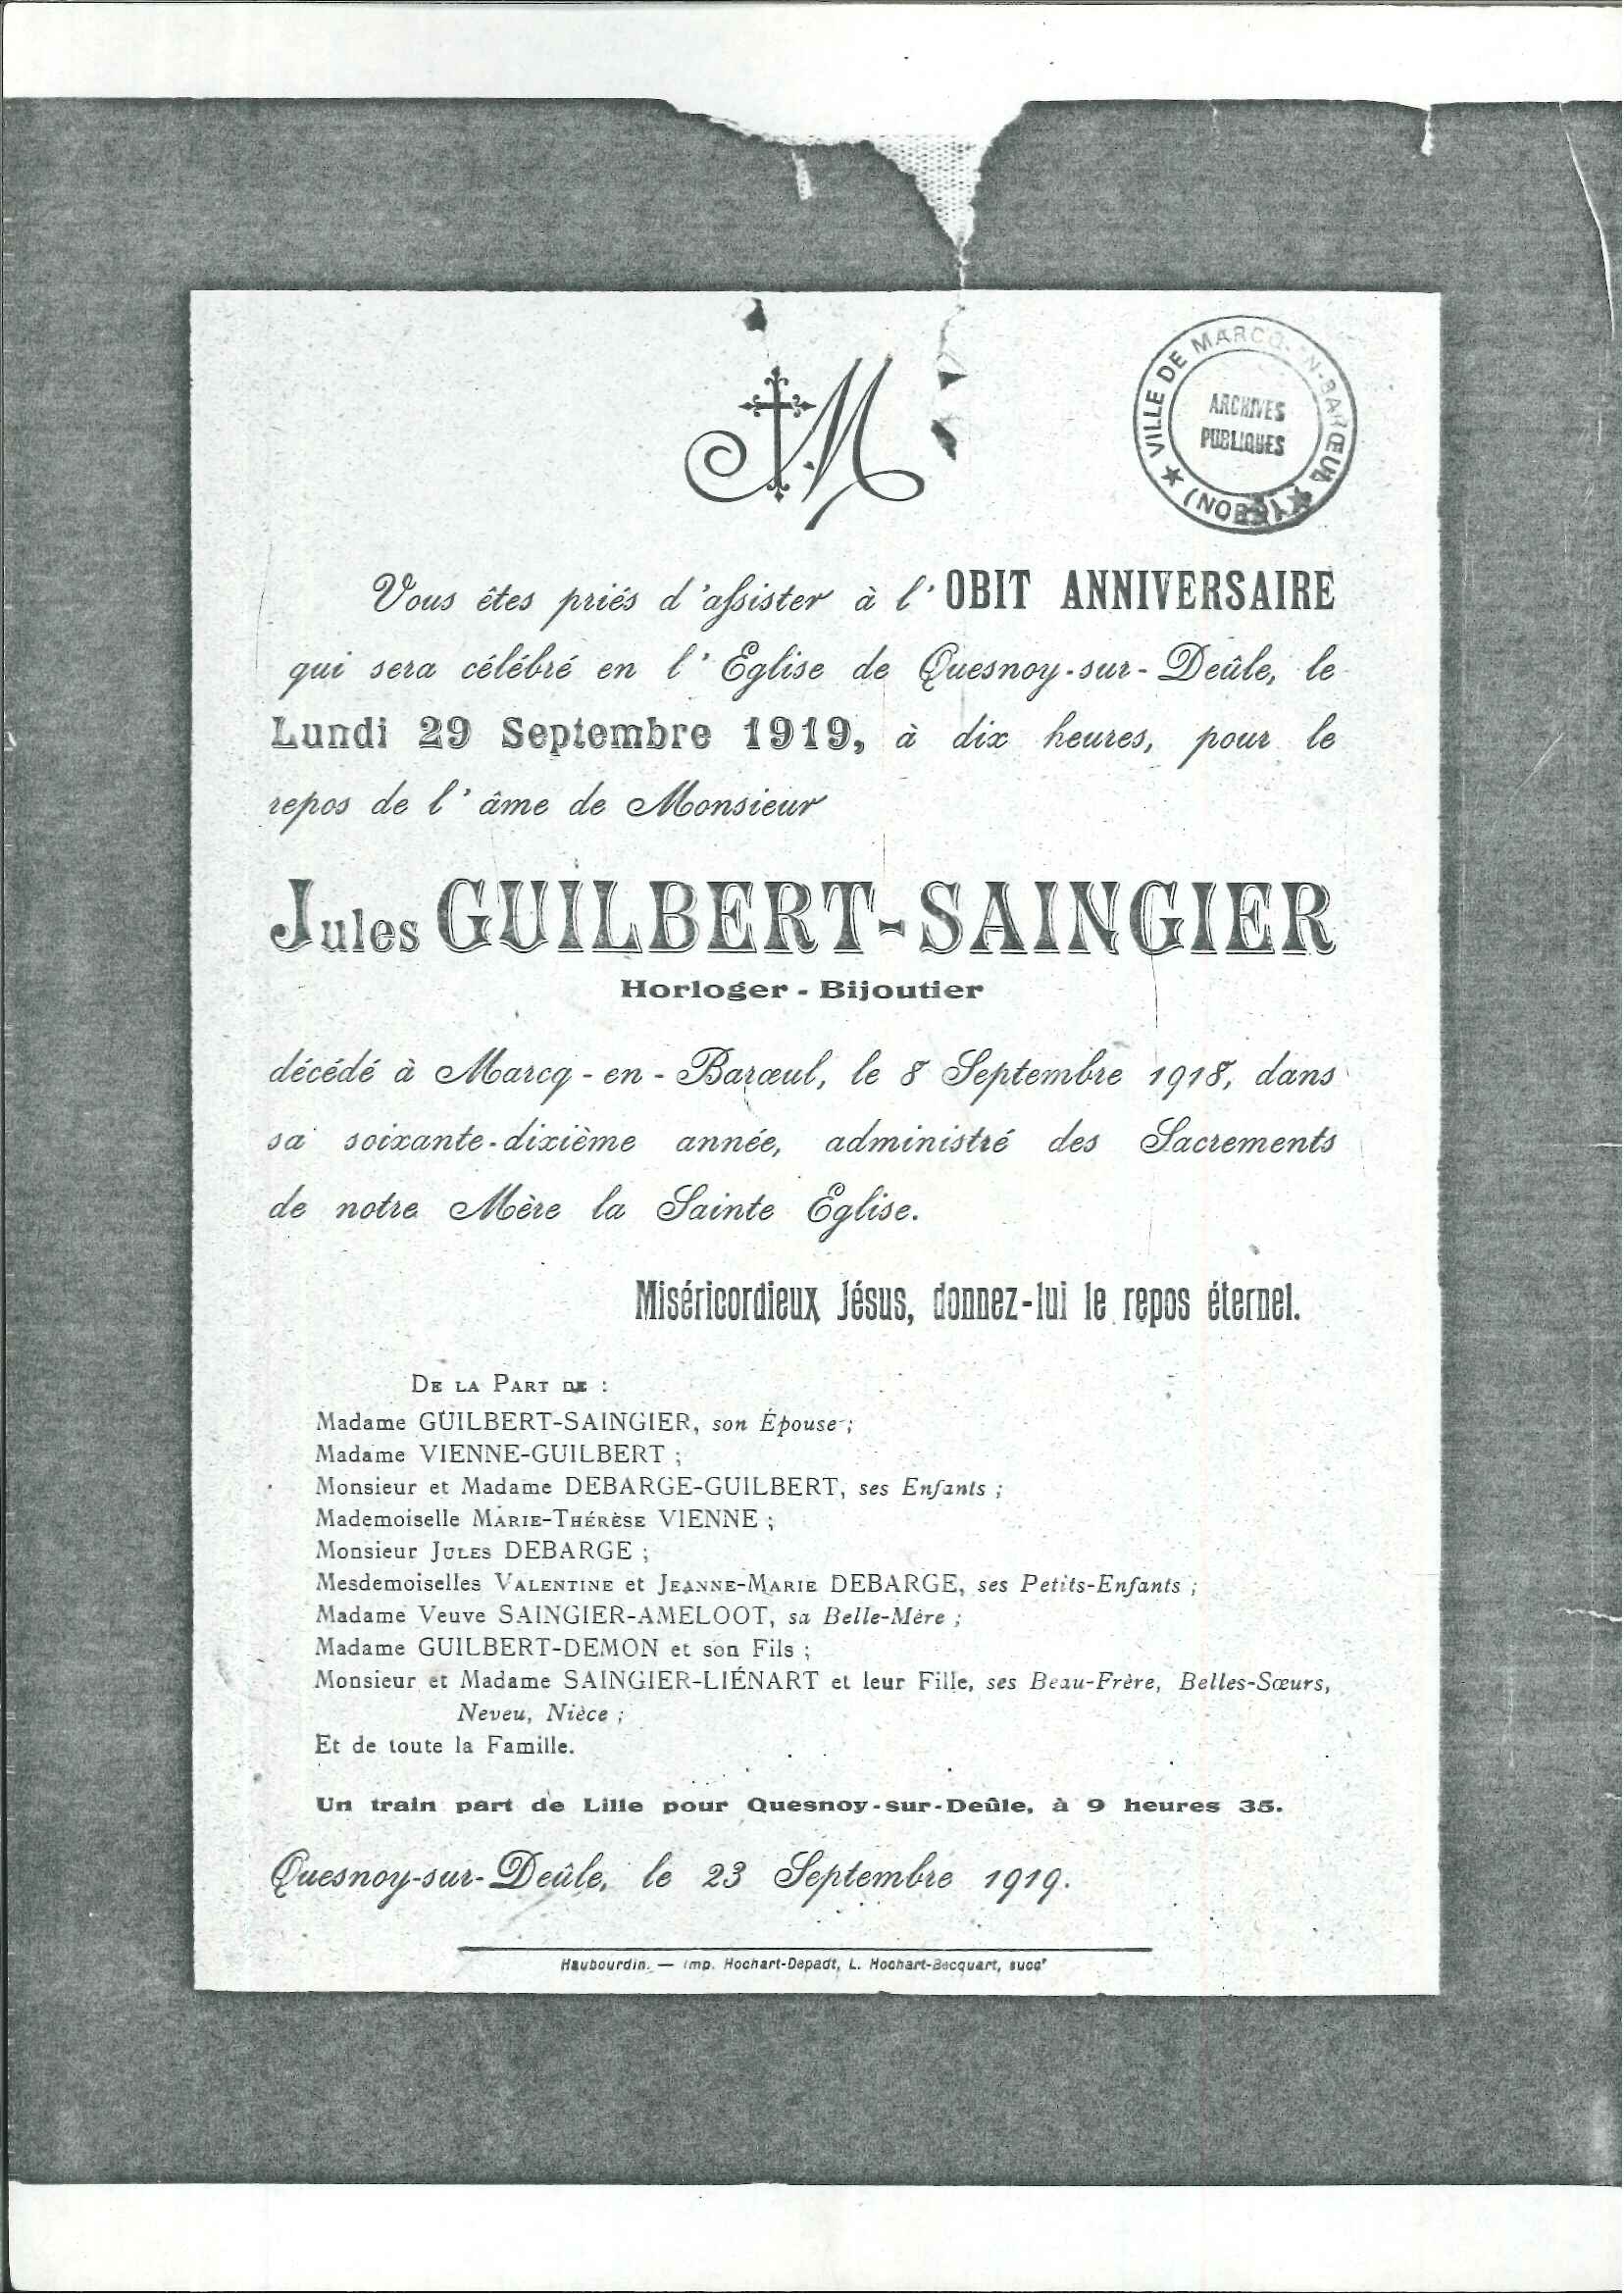 M
VILLE DE MARCQ-EN-BARŒUL
ARCHIVES
PUBLIQUES
(NORD)
Vous êtes priés d'assister à l'OBIT ANNIVERSAIRE
qui sera célébré en l'Eglise de Quesnoy-sur-Deûle, le
Lundi 29 Septembre 1919, à dix heures, pour le
repos de l'âme de Monsieur
Jules GUILBERT-SAINGIER
Horloger-Bijoutier
décédé à Marcq-en-Barœul, le 8 Septembre 1918, dans
sa soixante-dixième année, administré des Sacrements
de notre Mère la Sainte Eglise.
Miséricordieux Jésus, donnez-lui le repos éternel.
DE LA PART DE :
Madame GUILBERT-SAINGIER, son Épouse ;
Madame VIENNE-GUILBERT ;
Monsieur et Madame DEBARGE-GUILBERT, ses Enfants ;
Mademoiselle MARIE-THÉRÈSE VIENNE ;
Monsieur JULES DEBARGE ;
Mesdemoiselles VALENTINE et JEANNE-MARIE DEBARGE, ses Petits-Enfants ;
Madame Veuve SAINGIER-AMELOOT, sa Belle-Mère ;
Madame GUILBERT-DEMON et son Fils ;
Monsieur et Madame SAINGIER-LIÉNART et leur Fille, ses Beau-Frère, Belles-Sœurs,
Neveu, Nièce ;
Et de toute la Famille.
Un train part de Lille pour Quesnoy-sur-Deûle, à 9 heures 35.
Quesnoy-sur-Deûle, le 23 Septembre 1919.
Haubourdin. — Imp. Hochart-Depadt, L. Hochart-Becquart, succr